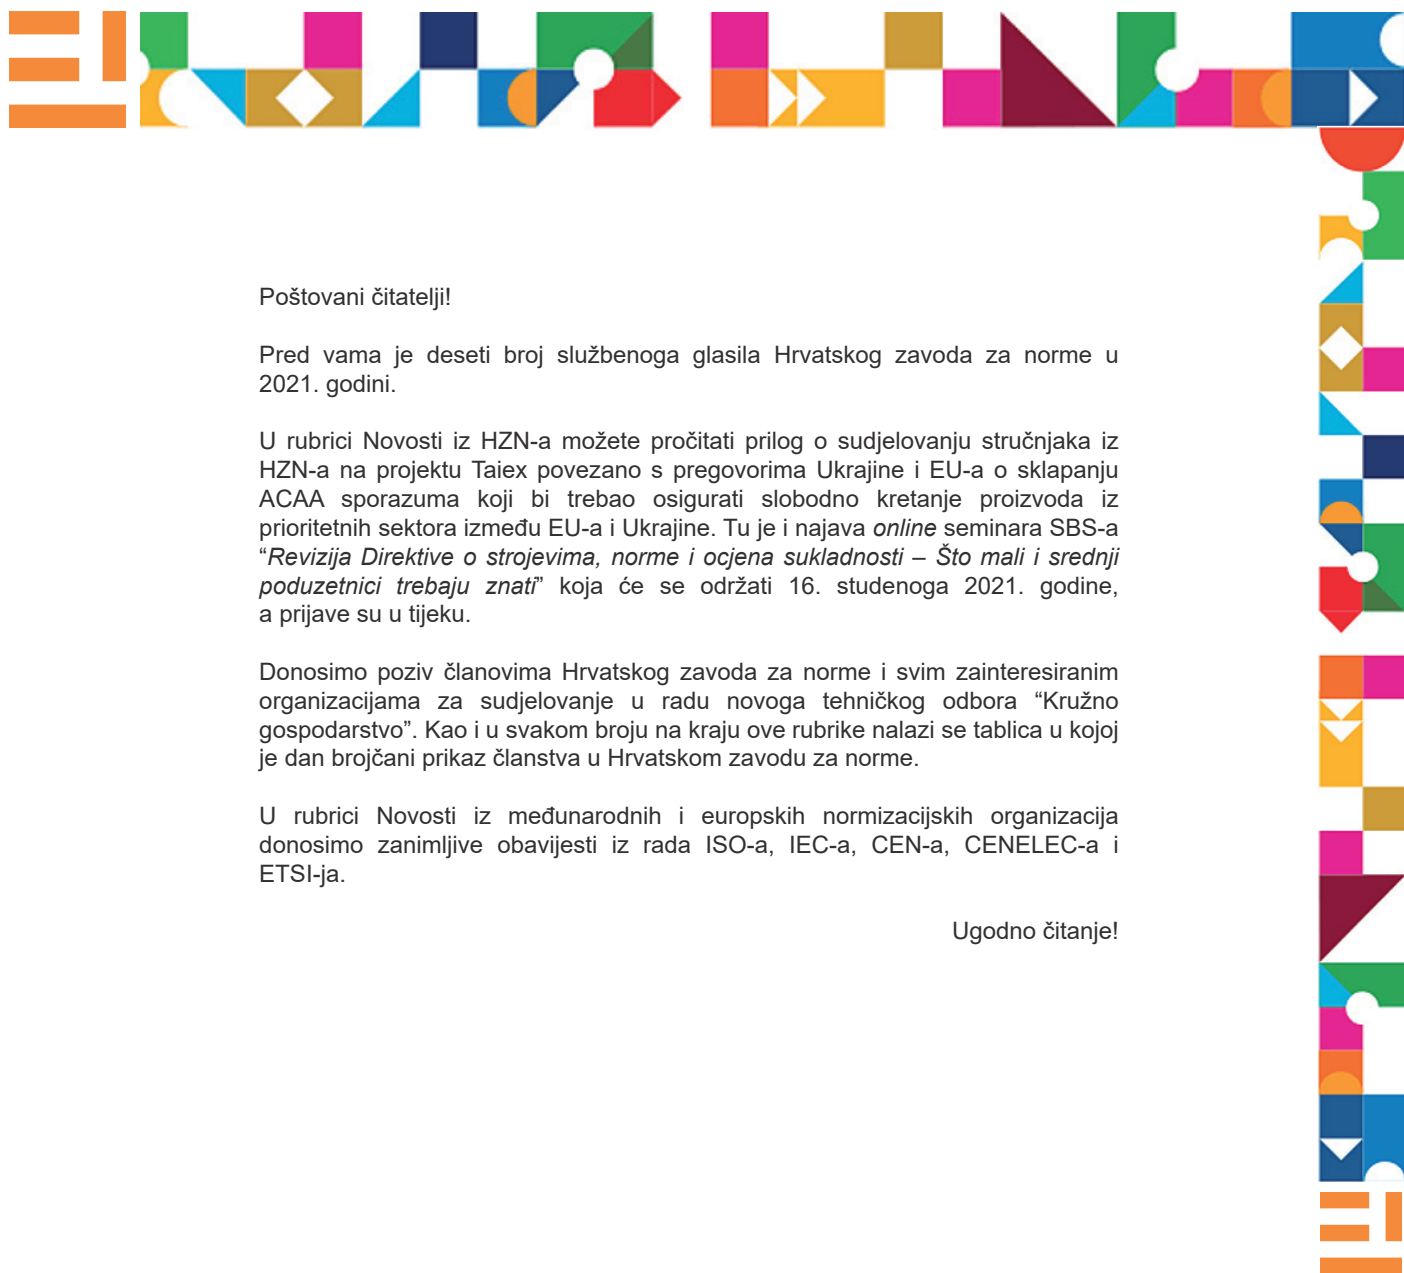 Poštovani čitatelji!
Pred vama je deseti broj službenoga glasila Hrvatskog zavoda za norme u
2021. godini.
U rubrici Novosti iz HZN-a možete pročitati prilog o sudjelovanju stručnjaka iz
HZN-a na projektu Taiex povezano s pregovorima Ukrajine i EU-a o sklapanju
ACAA sporazuma koji bi trebao osigurati slobodno kretanje proizvoda iz
prioritetnih sektora između EU-a i Ukrajine. Tu je i najava online seminara SBS-a
“Revizija Direktive o strojevima, norme i ocjena sukladnosti – Što mali i srednji
poduzetnici trebaju znati” koja će se održati 16. studenoga 2021. godine,
a prijave su u tijeku.
Donosimo poziv članovima Hrvatskog zavoda za norme i svim zainteresiranim
organizacijama za sudjelovanje u radu novoga tehničkog odbora “Kružno
gospodarstvo”. Kao i u svakom broju na kraju ove rubrike nalazi se tablica u kojoj
je dan brojčani prikaz članstva u Hrvatskom zavodu za norme.
U rubrici Novosti iz međunarodnih i europskih normizacijskih organizacija
donosimo zanimljive obavijesti iz rada ISO-a, IEC-a, CEN-a, CENELEC-a i
ETSI-ja.
Ugodno čitanje!